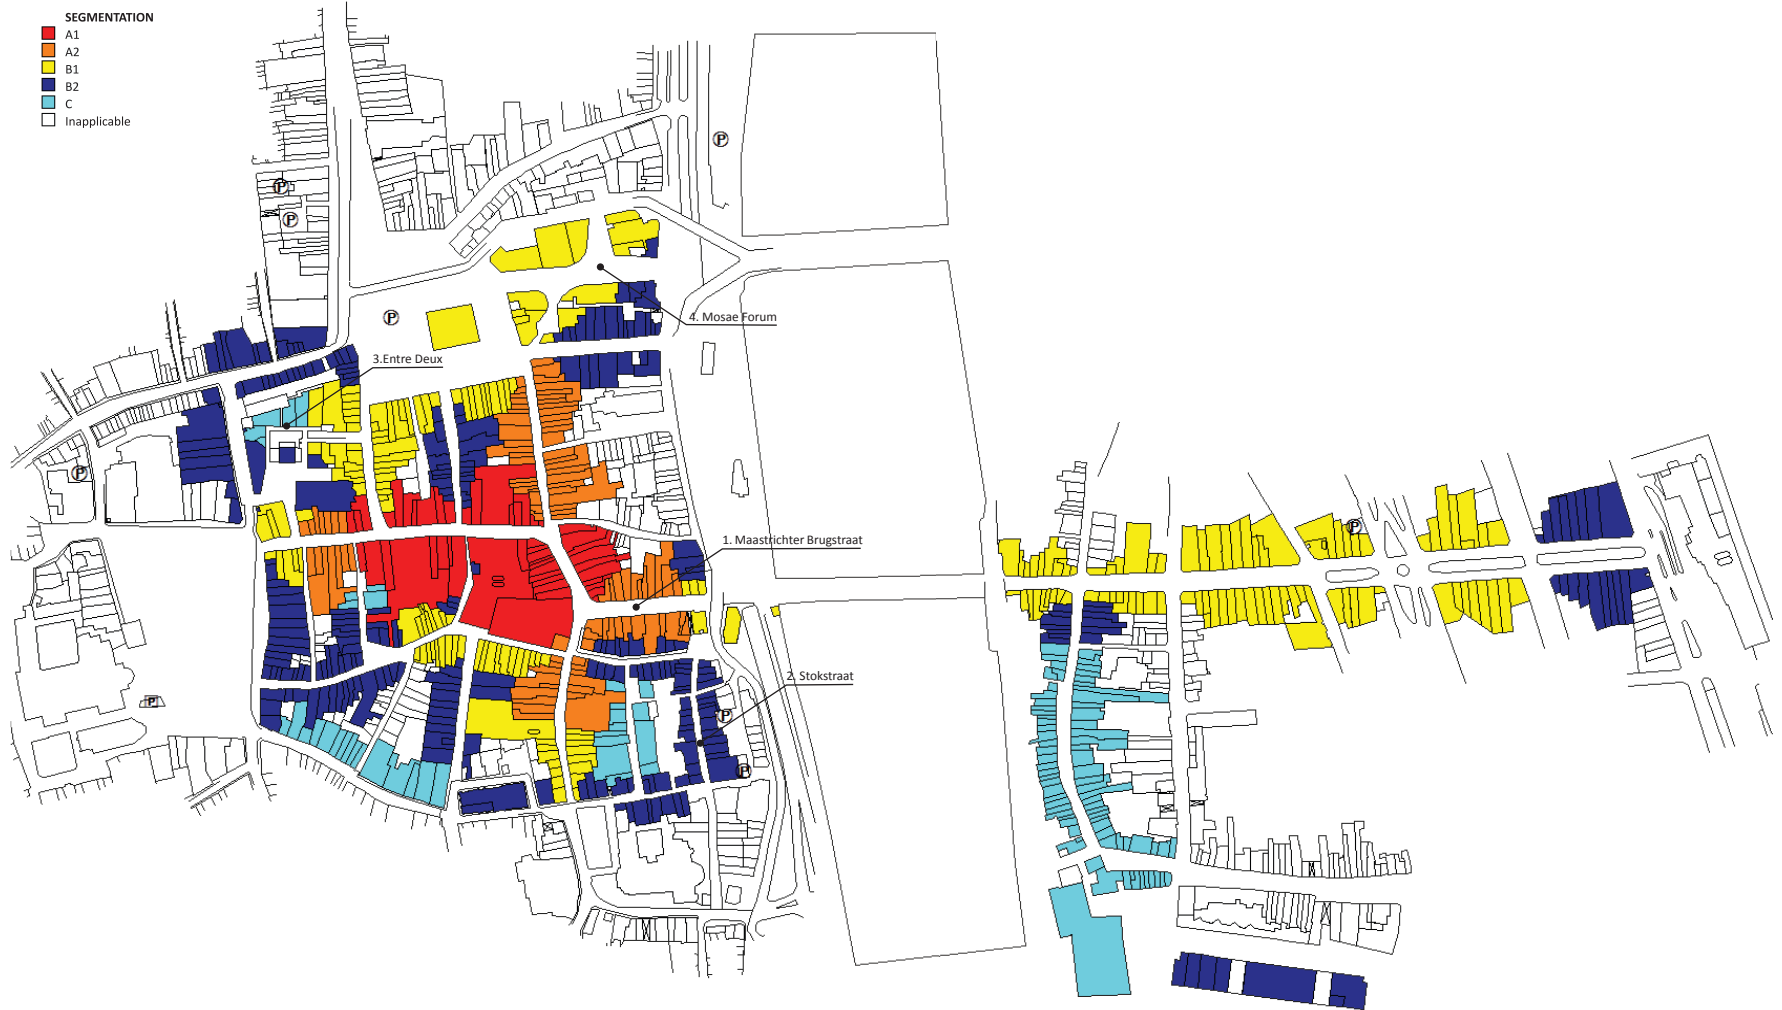 SEGMENTATION
A1
A2
B1
B2
C
Inapplicable
P
P
P
P
4. Mosae Forum
3.Entre Deux
P
P
1. Maastrichter Brugstraat
2. Stokstraat
P
P
P